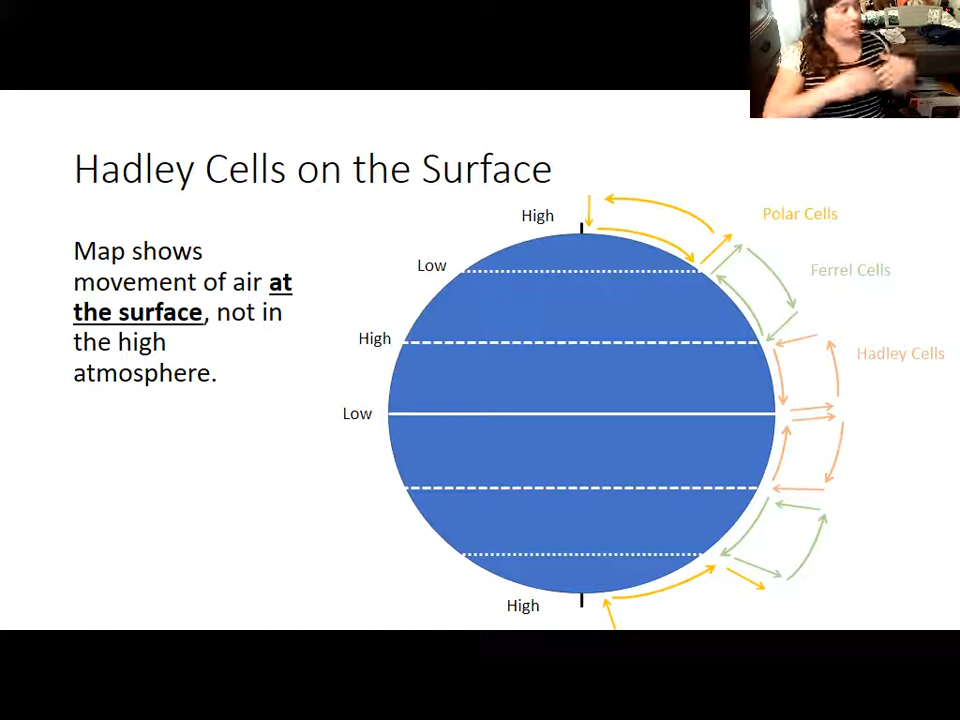 Hadley Cells on the Surface
Map shows
movement of air at
the surface, not in
the high
atmosphere.
High
Low
High
Low
High
Polar Cells
Ferrel Cells
Hadley Cells